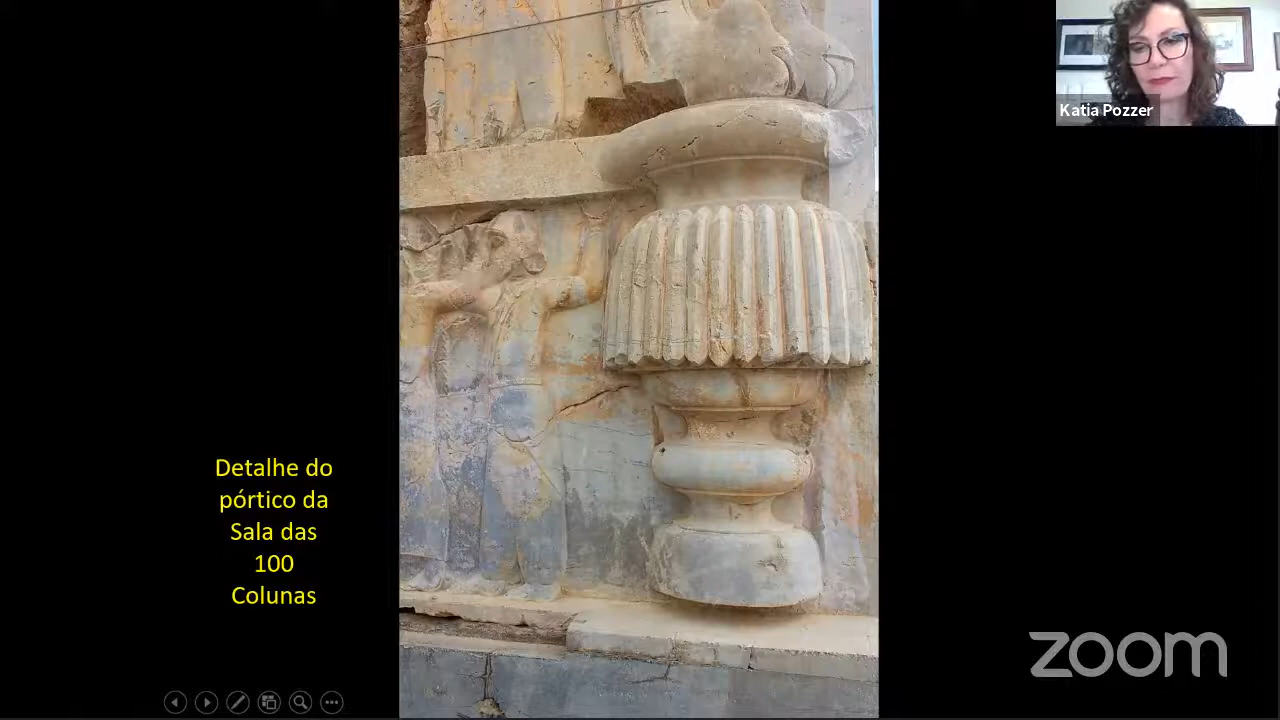 Katia Pozzer
Detalhe do
pórtico da
Sala das
100
Colunas
zoom